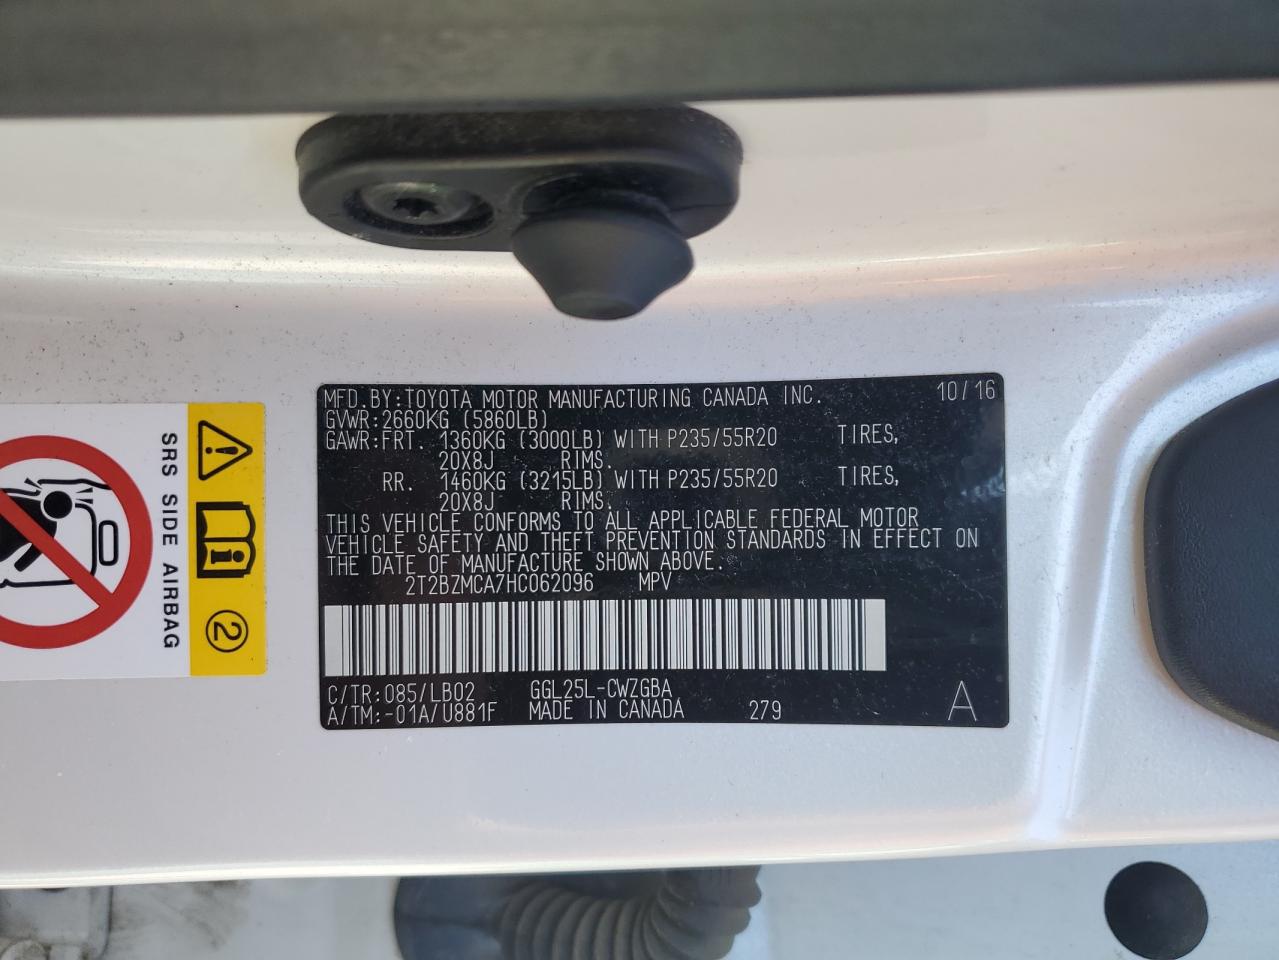 MFD.BY:TOYOTA MOTOR MANUFACTURING CANADA INC. 10/16
GVWR:2660KG (5860LB)
GAWR:FRT. 1360KG (3000LB) WITH P235/55R20 TIRES,
20X8J RIMS.
RR. 1460KG (3215LB) WITH P235/55R20 TIRES,
20X8J RIMS.
THIS VEHICLE CONFORMS TO ALL APPLICABLE FEDERAL MOTOR
VEHICLE SAFETY AND THEFT PREVENTION STANDARDS IN EFFECT ON
THE DATE OF MANUFACTURE SHOWN ABOVE.
2T2BZMCA7HC062096 MPV
C/TR:085/LB02 GGL25L-CWZGBA
A/TM:-01A/U881F MADE IN CANADA 279 A
SRS SIDE AIRBAG
2